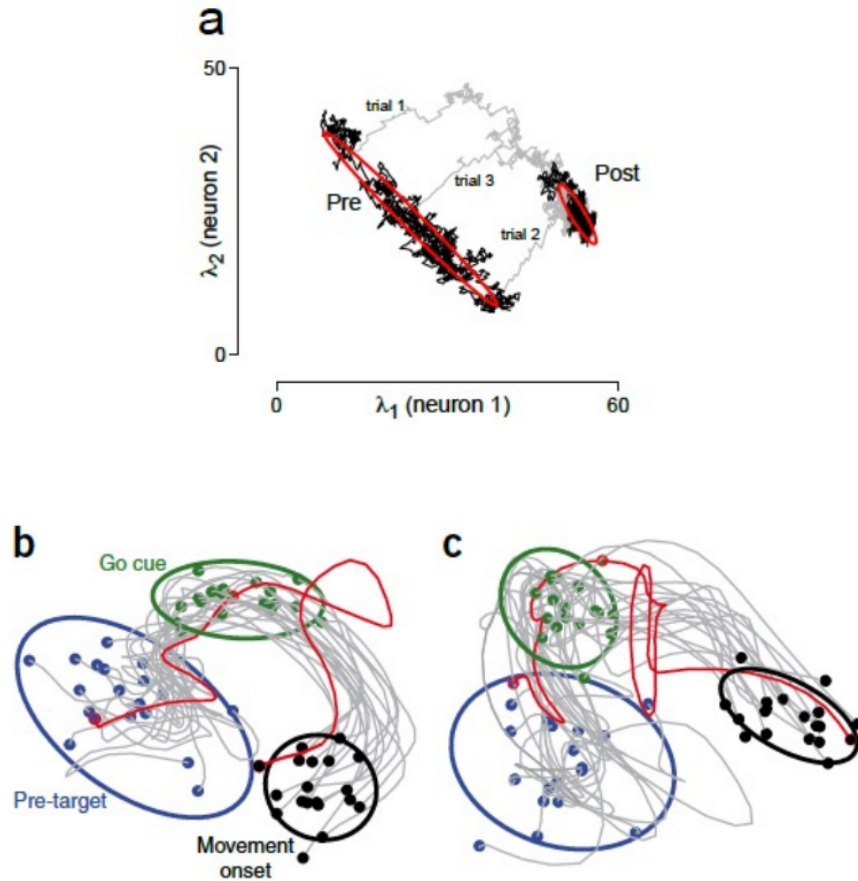 a
50
trial 1
λ2 (neuron 2)
Pre
trial 3
Post
trial 2
0
0
60
λ1 (neuron 1)
b
Go cue
c
Pre-target
Movement
onset